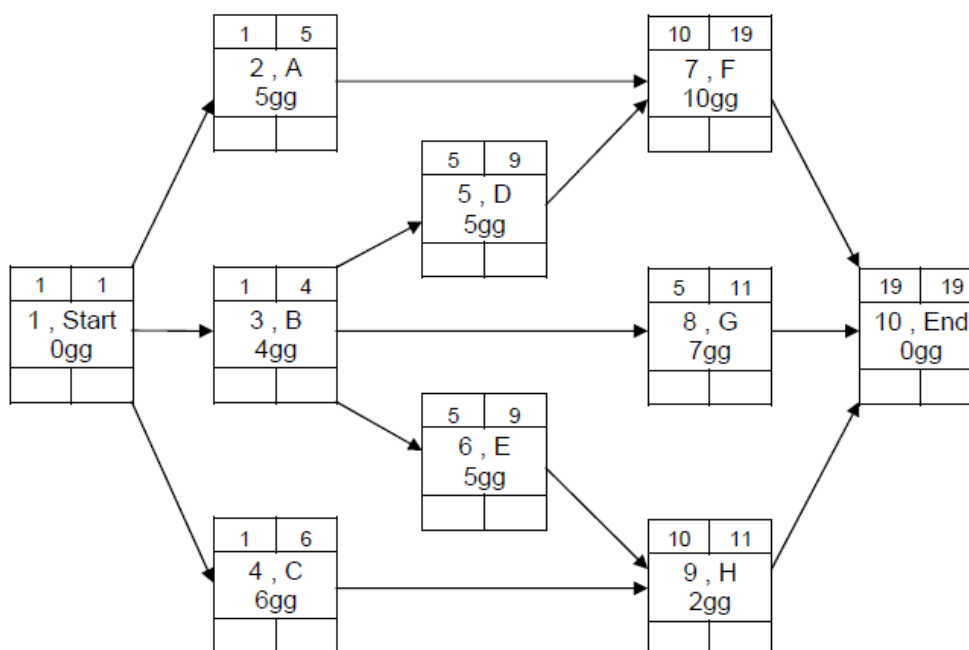 1 5
2 , A
5gg
10 19
7 , F
10gg
5 9
5 , D
5gg
1 1
1 , Start
0gg
1 4
3 , B
4gg
5 11
8 , G
7gg
19 19
10 , End
0gg
5 9
6 , E
5gg
1 6
4 , C
6gg
10 11
9 , H
2gg